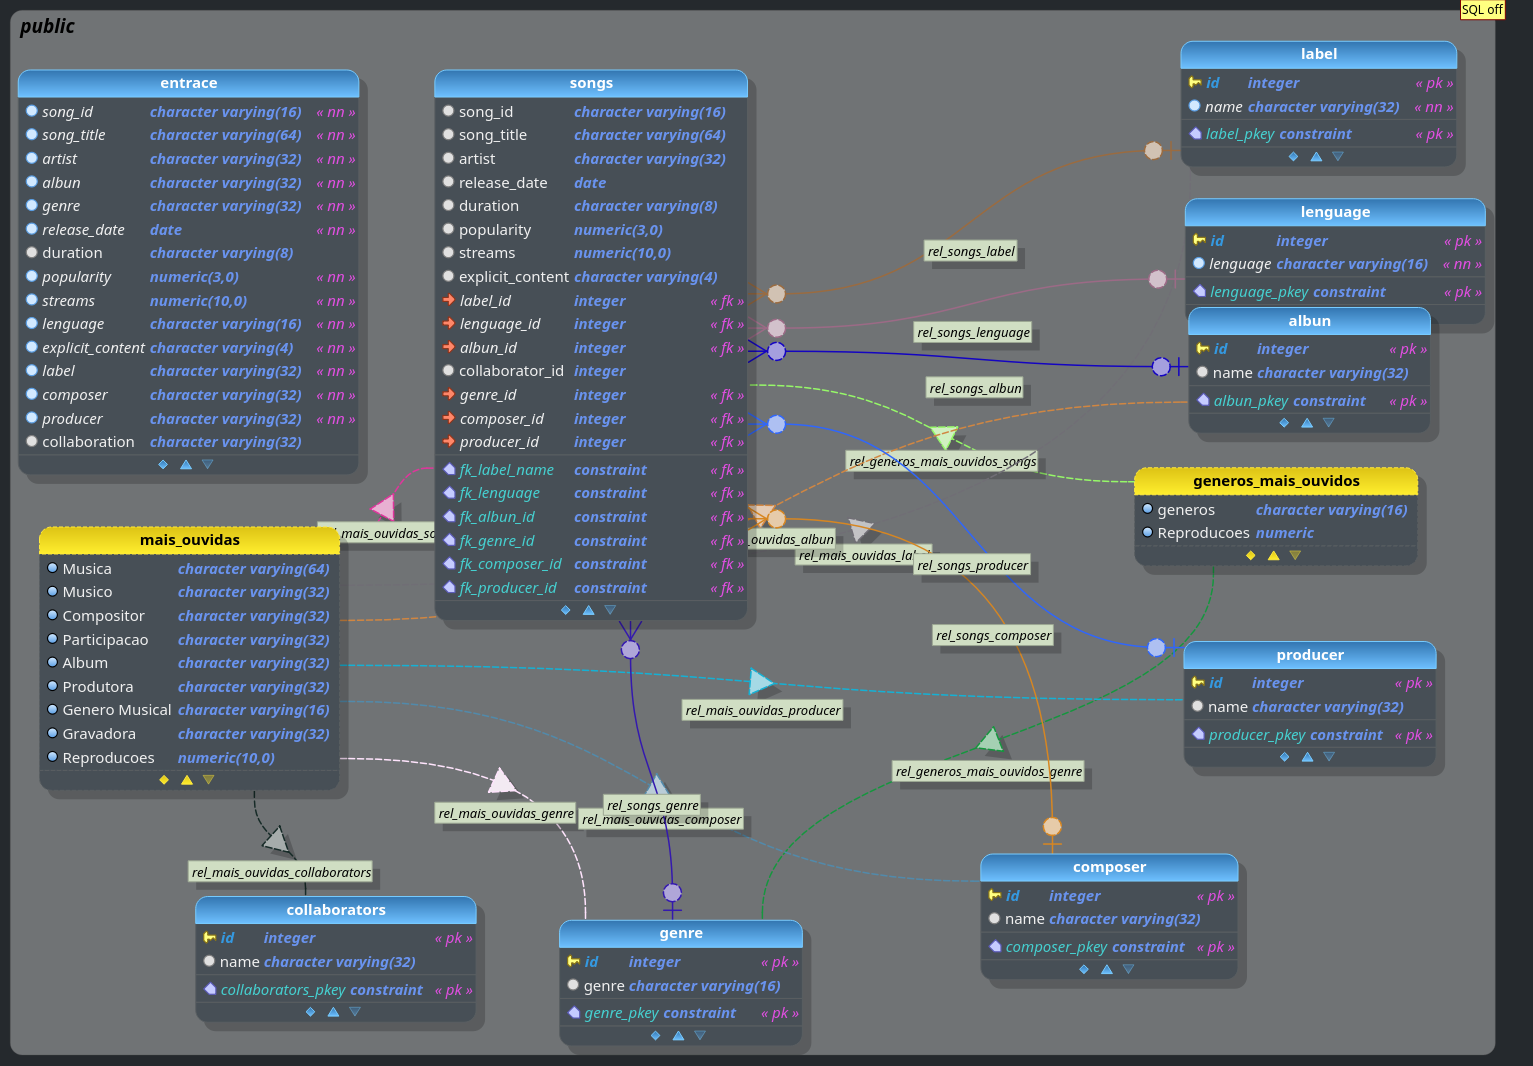 SQL off
public
entrace
song_id character varying(16) « nn »
song_title character varying(64) « nn »
artist character varying(32) « nn »
albun character varying(32) « nn »
genre character varying(32) « nn »
release_date date « nn »
duration character varying(8)
popularity numeric(3,0) « nn »
streams numeric(10,0) « nn »
lenguage character varying(16) « nn »
explicit_content character varying(4) « nn »
label character varying(32) « nn »
composer character varying(32) « nn »
producer character varying(32) « nn »
collaboration character varying(32)
songs
song_id character varying(16)
song_title character varying(64)
artist character varying(32)
release_date date
duration character varying(8)
popularity numeric(3,0)
streams numeric(10,0)
explicit_content character varying(4)
label_id integer « fk »
lenguage_id integer « fk »
albun_id integer « fk »
collaborator_id integer
genre_id integer « fk »
composer_id integer « fk »
producer_id integer « fk »
fk_label_name constraint « fk »
fk_lenguage constraint « fk »
fk_albun_id constraint « fk »
fk_genre_id constraint « fk »
fk_composer_id constraint « fk »
fk_producer_id constraint « fk »
label
id integer « pk »
name character varying(32) « nn »
label_pkey constraint « pk »
rel_songs_label
lenguage
id integer « pk »
lenguage character varying(16) « nn »
lenguage_pkey constraint « pk »
rel_songs_lenguage
albun
id integer « pk »
name character varying(32)
albun_pkey constraint « pk »
rel_songs_albun
rel_generos_mais_ouvidos_songs
generos_mais_ouvidos
generos character varying(16)
Reproducoes numeric
_mais_ouvidas_so
_ouvidas_albun
rel_mais_ouvidas_la
rel_songs_producer
mais_ouvidas
Musica character varying(64)
Musico character varying(32)
Compositor character varying(32)
Participacao character varying(32)
Album character varying(32)
Produtora character varying(32)
Genero Musical character varying(16)
Gravadora character varying(32)
Reproducoes numeric(10,0)
rel_songs_composer
producer
id integer « pk »
name character varying(32)
producer_pkey constraint « pk »
rel_mais_ouvidas_producer
rel_generos_mais_ouvidos_genre
rel_mais_ouvidas_genre
rel_songs_genre
rel_mais_ouvidas_composer
rel_mais_ouvidas_collaborators
collaborators
id integer « pk »
name character varying(32)
collaborators_pkey constraint « pk »
genre
id integer « pk »
genre character varying(16)
genre_pkey constraint « pk »
composer
id integer « pk »
name character varying(32)
composer_pkey constraint « pk »